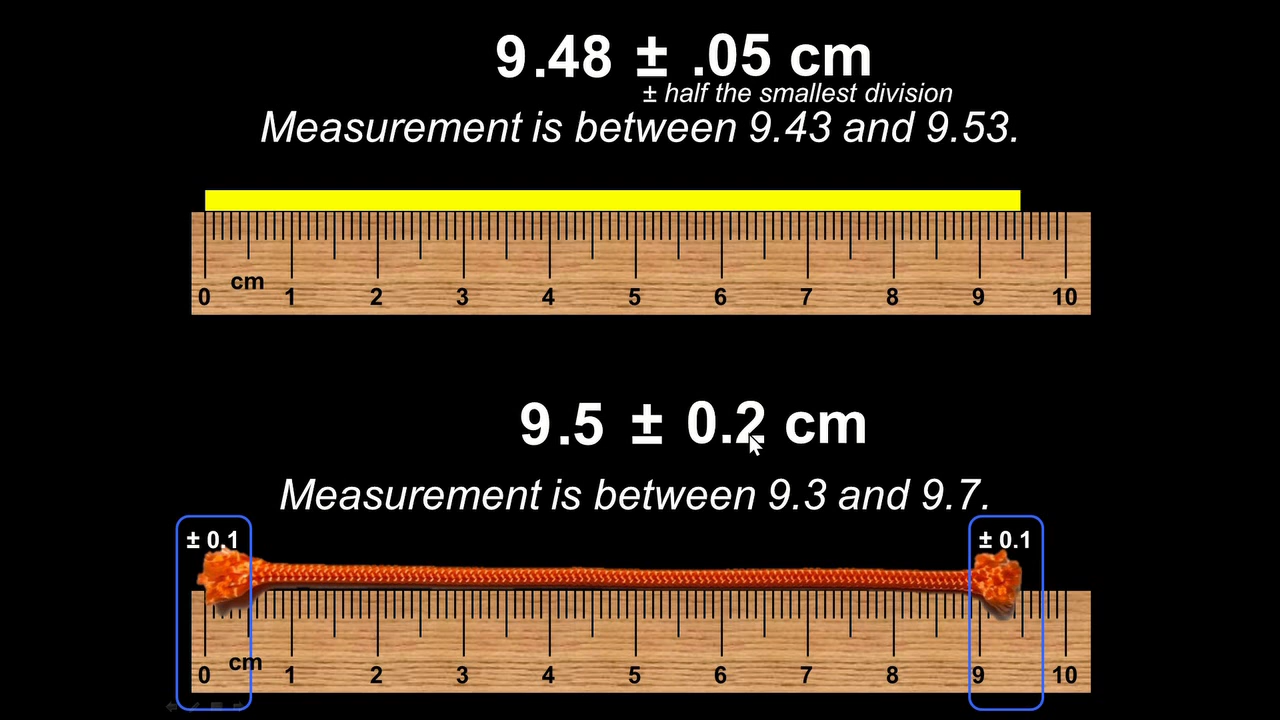 9.48 ± .05 cm
± half the smallest division
Measurement is between 9.43 and 9.53.
cm
0 1 2 3 4 5 6 7 8 9 10
9.5 ± 0.2 cm
Measurement is between 9.3 and 9.7.
± 0.1 ± 0.1
cm
0 1 2 3 4 5 6 7 8 9 10